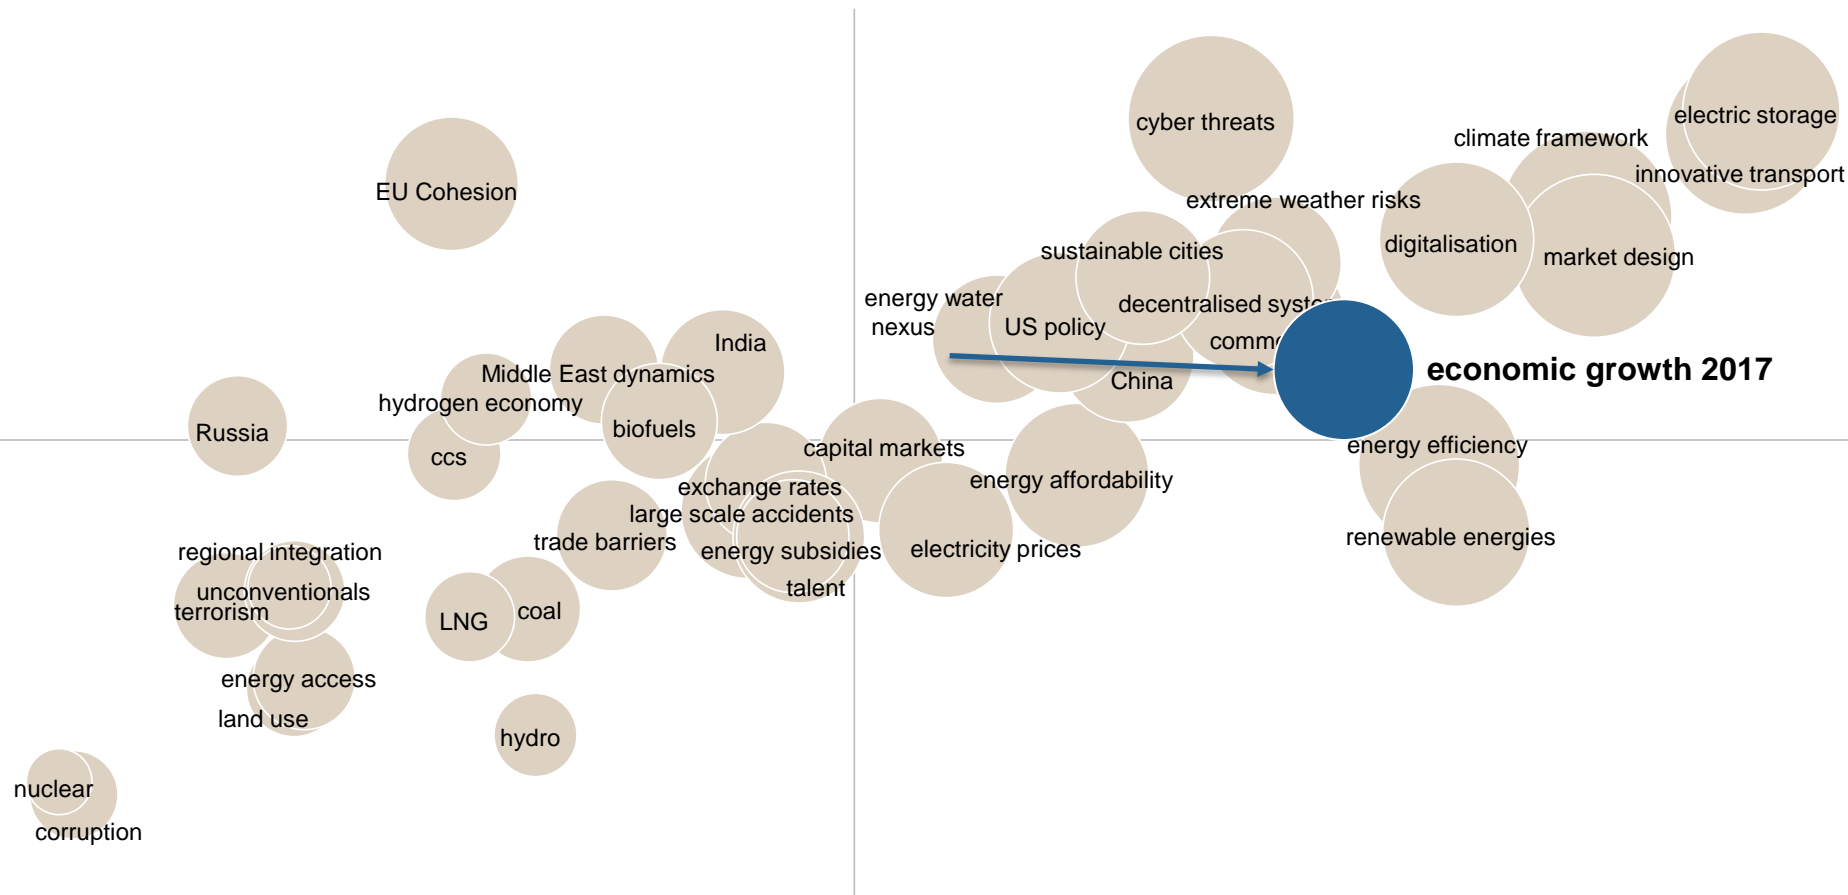 electric storage
cyber threats
climate framework
innovative transport
EU Cohesion
extreme weather risks
digitalisation
sustainable cities
market design
energy water
nexus
decentralised
US policy
India
economic growth 2017
Middle East dynamics
China
hydrogen economy
biofuels
Russia
capital markets
energy efficiency
ccs
energy affordability
exchange rates
large scale accidents
renewable energies
trade barriers
electricity prices
energy subsidies
regional integration
talent
unconventionals
terrorism
coal
LNG
energy access
land use
hydro
nuclear
corruption